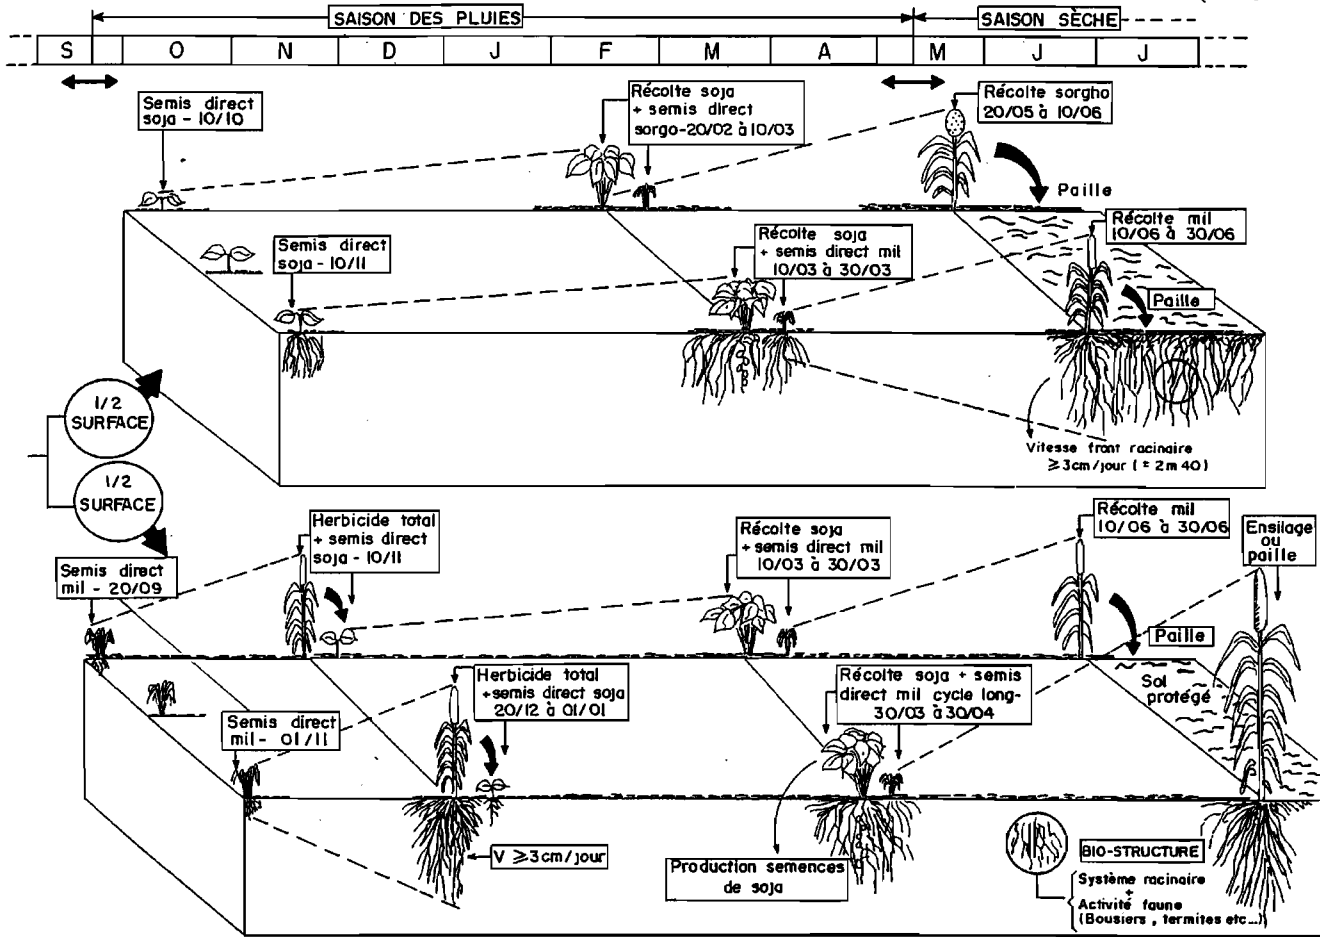 SAISON DES PLUIES
SAISON SÈCHE
S O N D J F M A M J J
Semis direct
soja - 10/10
Récolte soja
+ semis direct
sorgo-20/02 à 10/03
Récolte sorgho
20/05 à 10/06
Paille
Semis direct
soja - 10/11
Récolte soja
+ semis direct mil
10/03 à 30/03
Récolte mil
10/06 à 30/06
Paille
Vitesse front racinaire
⩾3cm/jour (± 2m40)
1/2
SURFACE
1/2
SURFACE
Semis direct
mil - 20/09
Herbicide total
+ semis direct
soja - 10/11
Récolte soja
+ semis direct mil
10/03 à 30/03
Récolte mil
10/06 à 30/06
Ensilage
ou
paille
Paille
Sol
protégé
Semis direct
mil - 01/11
Herbicide total
+semis direct soja
20/12 à 01/01
Récolte soja + semis
direct mil cycle long-
30/03 à 30/04
V ⩾3cm/jour
Production semences
de soja
BIO-STRUCTURE
Système racinaire
+
Activité faune
(Bousiers, termites etc...)